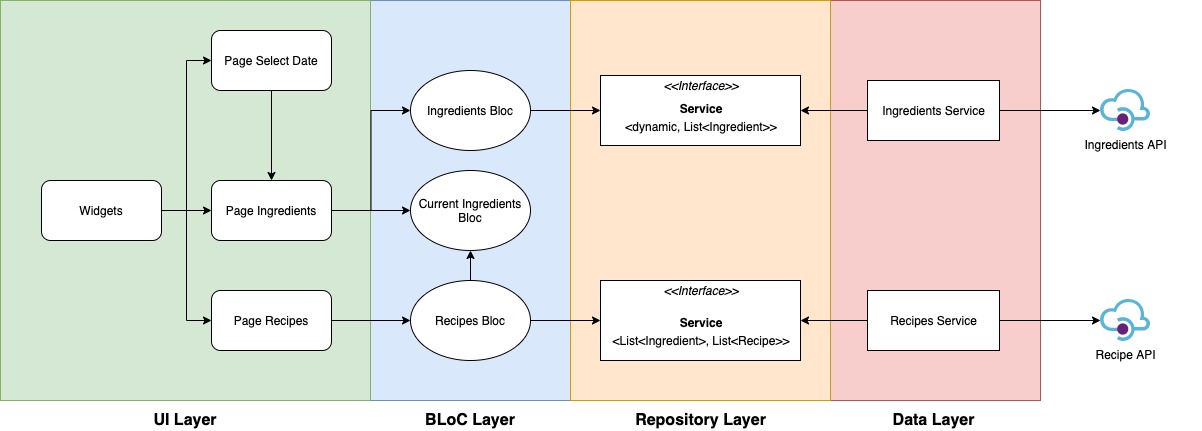 Page Select Date
Widgets
Page Ingredients
Page Recipes
Ingredients Bloc
Current Ingredients
Bloc
Recipes Bloc
<<Interface>>
Service
<dynamic, List<Ingredient>>
<<Interface>>
Service
<List<Ingredient>, List<Recipe>>
Ingredients Service
Recipes Service
Ingredients API
Recipe API
UI Layer
BLoC Layer
Repository Layer
Data Layer